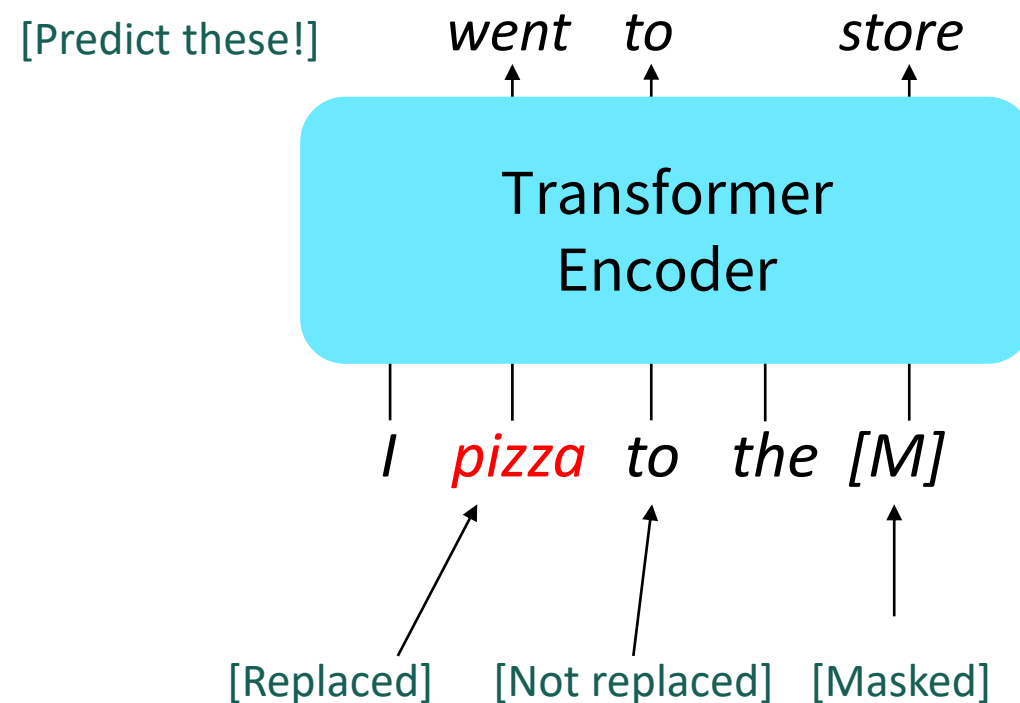 [Predict these!] went to store
Transformer
Encoder
I pizza to the [M]
[Replaced] [Not replaced] [Masked]